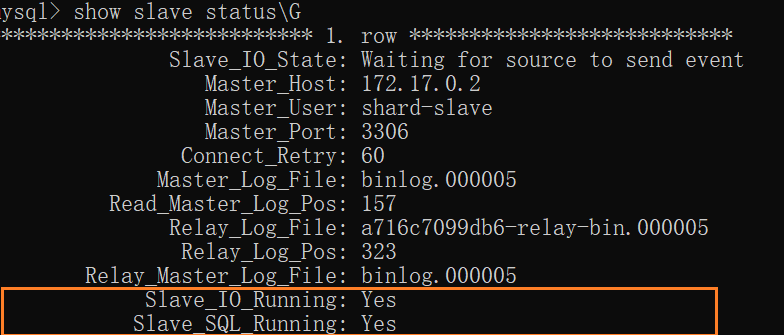 mysql> show slave status\G
*************************** 1. row ***************************
Slave_IO_State: Waiting for source to send event
Master_Host: 172.17.0.2
Master_User: shard-slave
Master_Port: 3306
Connect_Retry: 60
Master_Log_File: binlog.000005
Read_Master_Log_Pos: 157
Relay_Log_File: a716c7099db6-relay-bin.000005
Relay_Log_Pos: 323
Relay_Master_Log_File: binlog.000005
Slave_IO_Running: Yes
Slave_SQL_Running: Yes